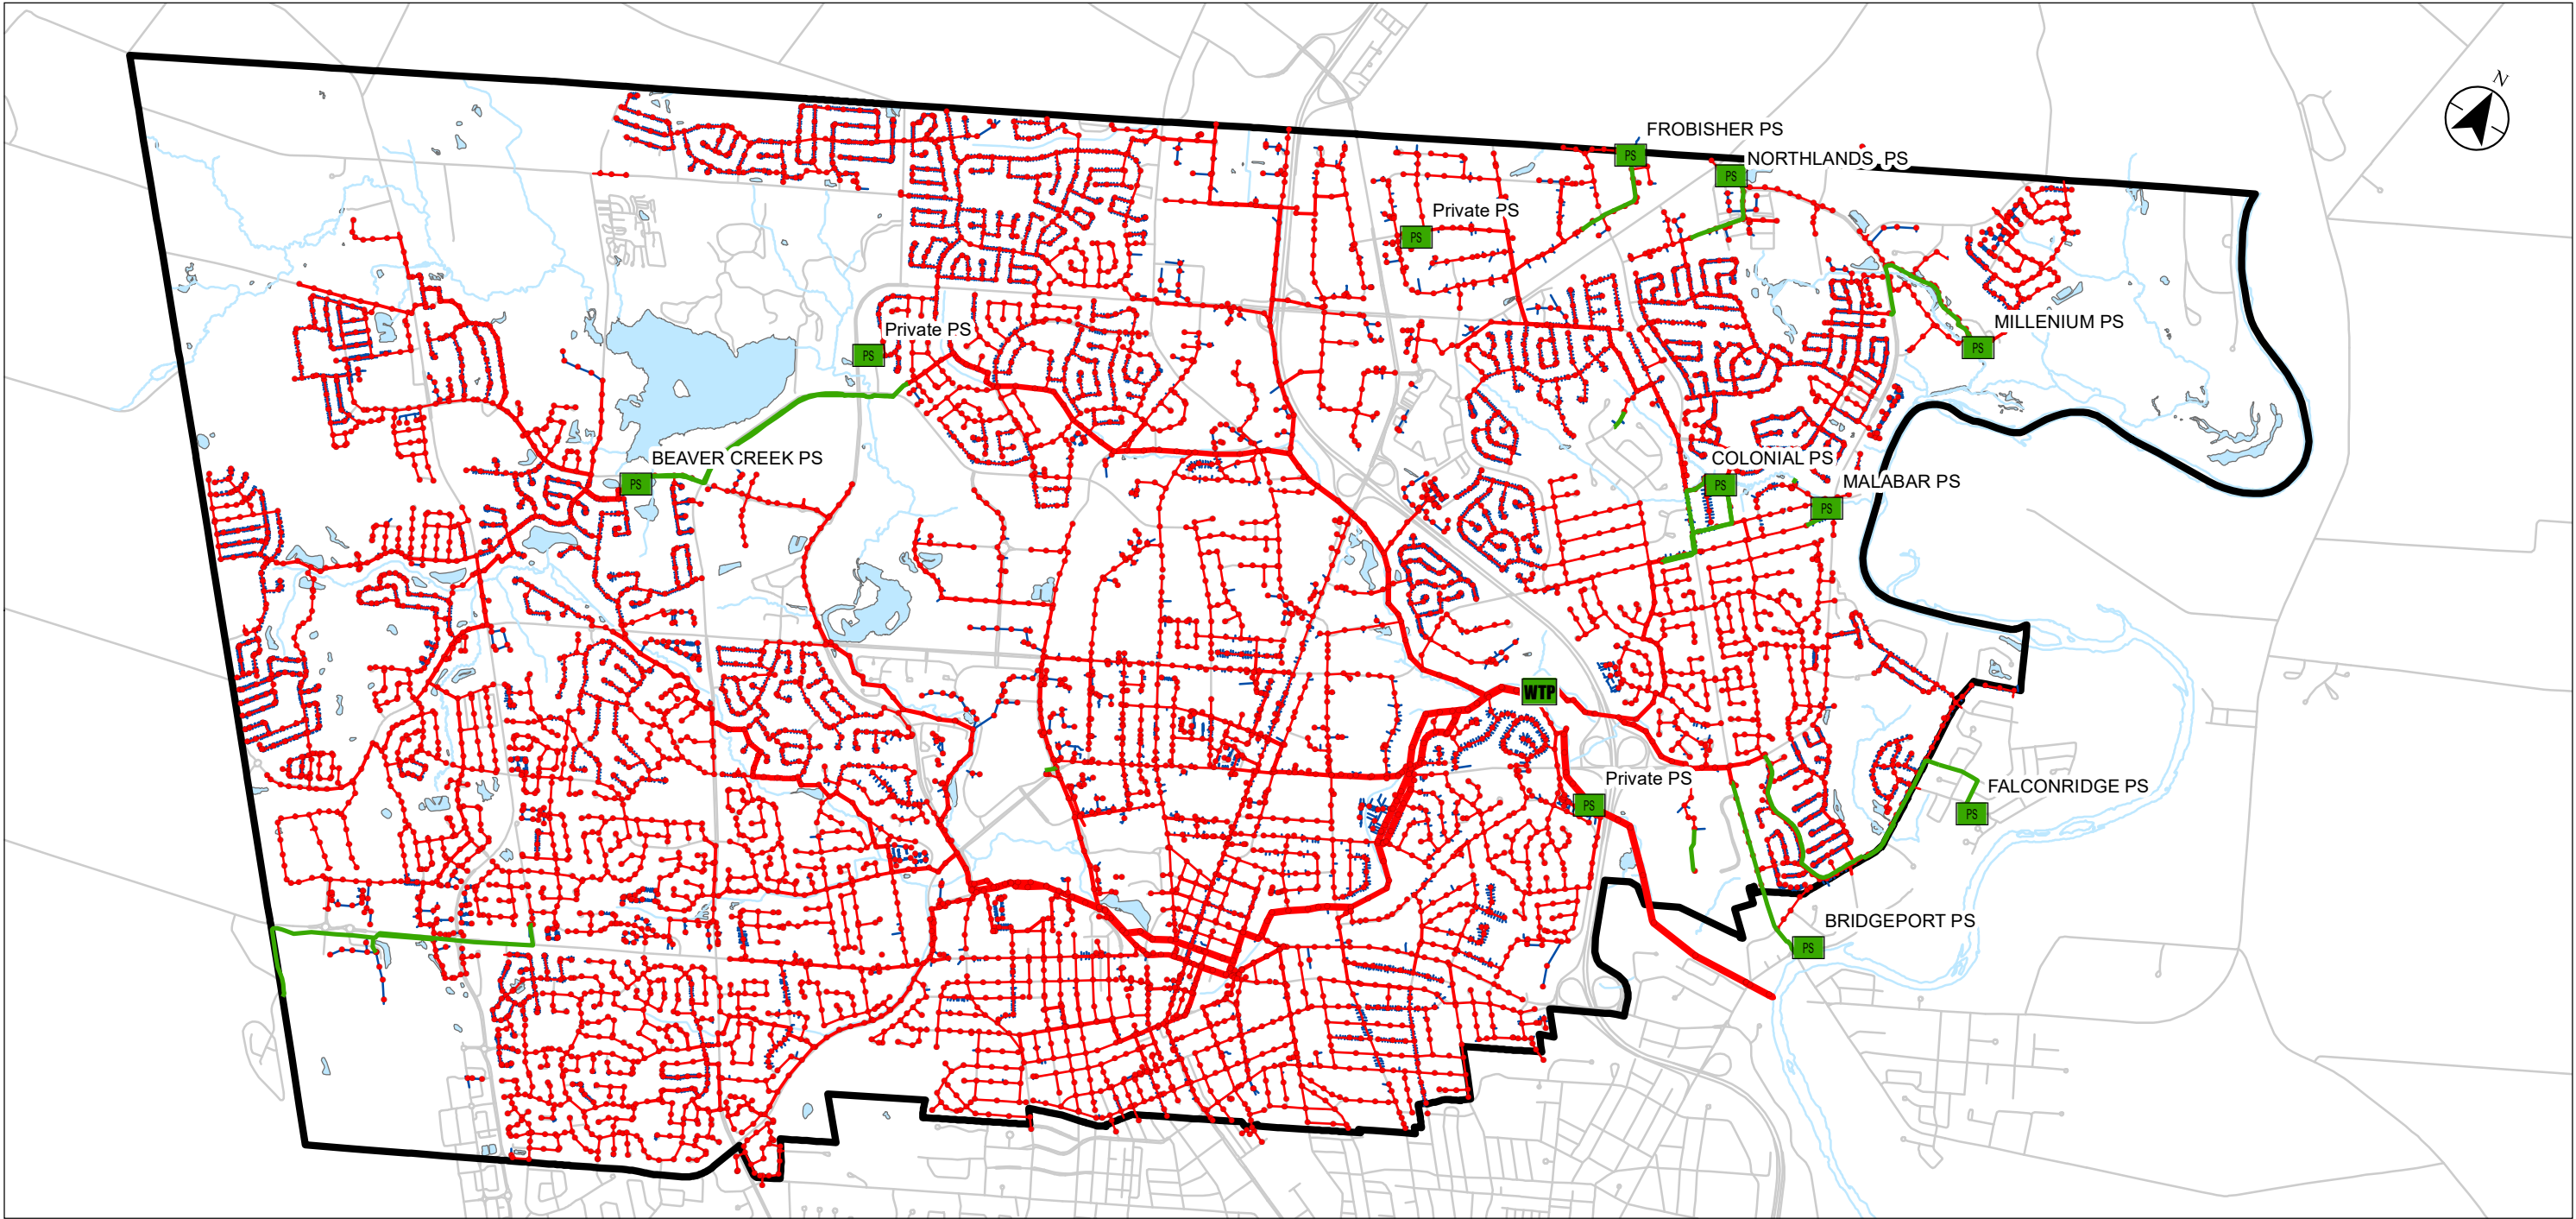 N
FROBISHER PS
PS
NORTHLANDS PS
PS
Private PS
PS
MILLENIUM PS
PS
Private PS
PS
BEAVER CREEK PS
PS
COLONIAL PS
PS
MALABAR PS
PS
WTP
Private PS
PS
FALCONRIDGE PS
PS
BRIDGEPORT PS
PS